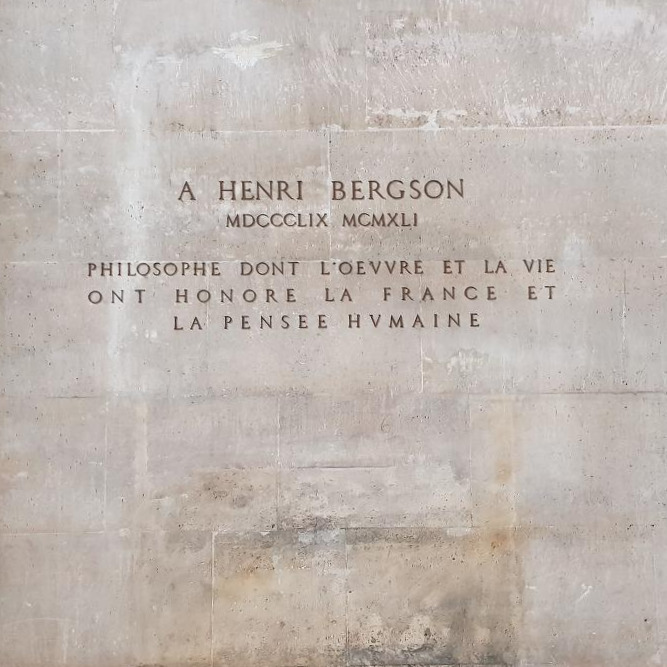 A HENRI BERGSON
MDCCCLIX MCMXLI
PHILOSOPHE DONT L'OEVVRE ET LA VIE
ONT HONORE LA FRANCE ET
LA PENSEE HVMAINE